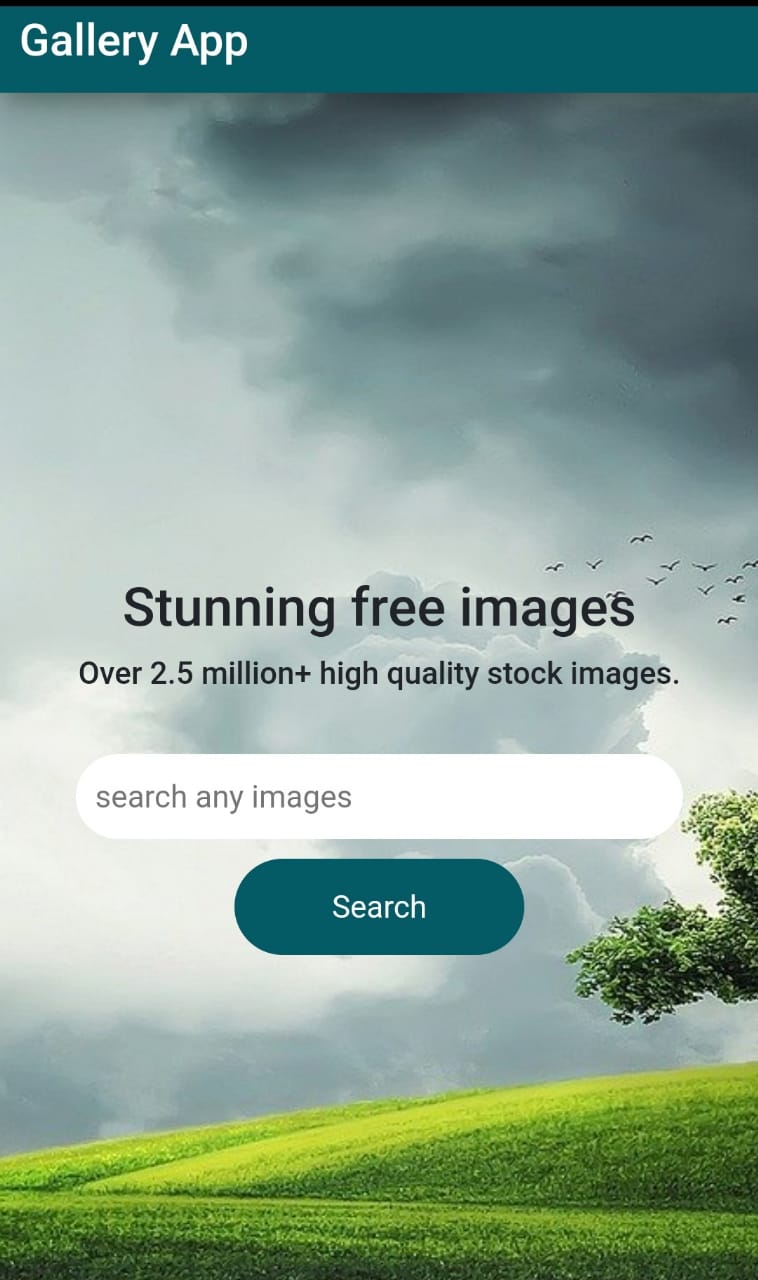 Gallery App
Stunning free images
Over 2.5 million+ high quality stock images.
search any images
Search